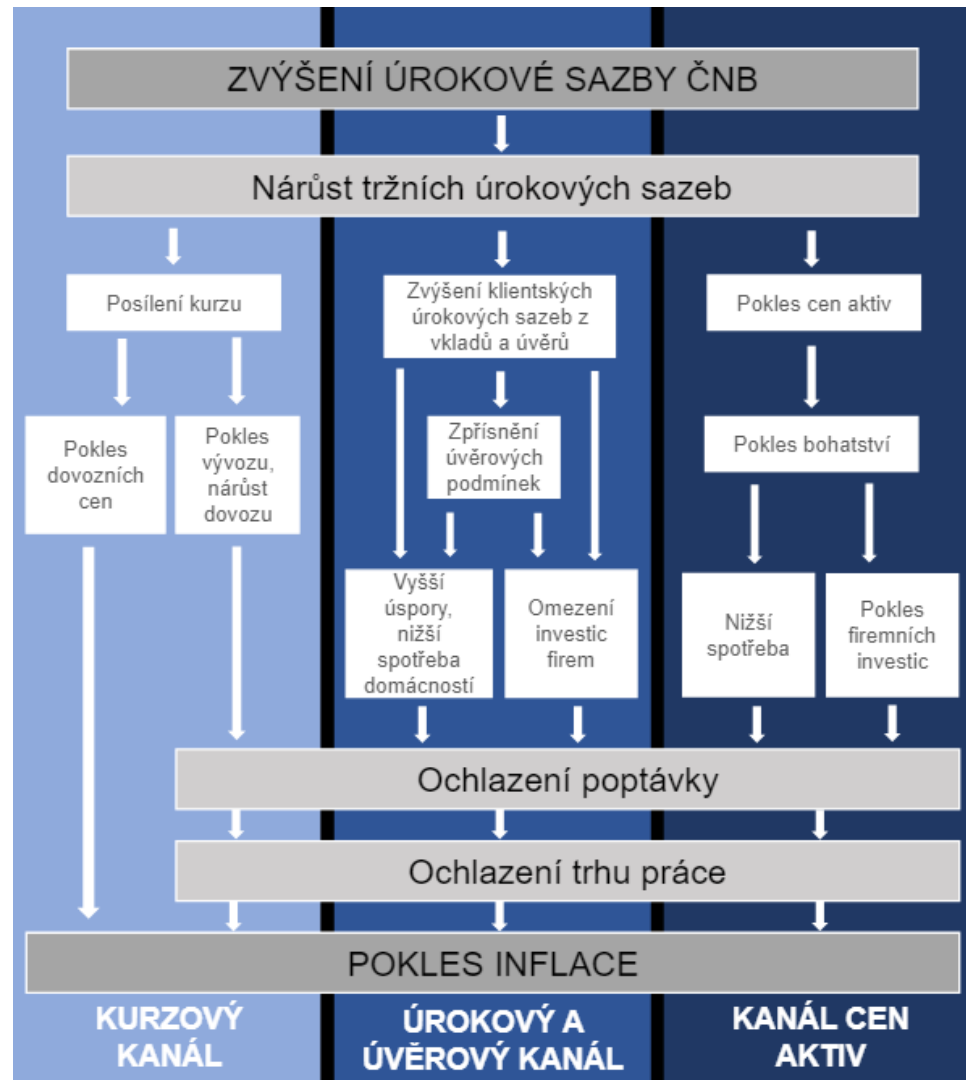 ZVÝŠENÍ ÚROKOVÉ SAZBY ČNB
Nárůst tržních úrokových sazeb
Posílení kurzu
Zvýšení klientských
úrokových sazeb z
vkladů a úvěrů
Pokles cen aktiv
Pokles
dovozních
cen
Pokles
vývozu,
nárůst
dovozu
Zpřísnění
úvěrových
podmínek
Pokles bohatství
Vyšší
úspory,
nižší
spotřeba
domácností
Omezení
investic
firem
Nižší
spotřeba
Pokles
firemních
investic
Ochlazení poptávky
Ochlazení trhu práce
POKLES INFLACE
KURZOVÝ
KANÁL
ÚROKOVÝ A
ÚVĚROVÝ KANÁL
KANÁL CEN
AKTIV